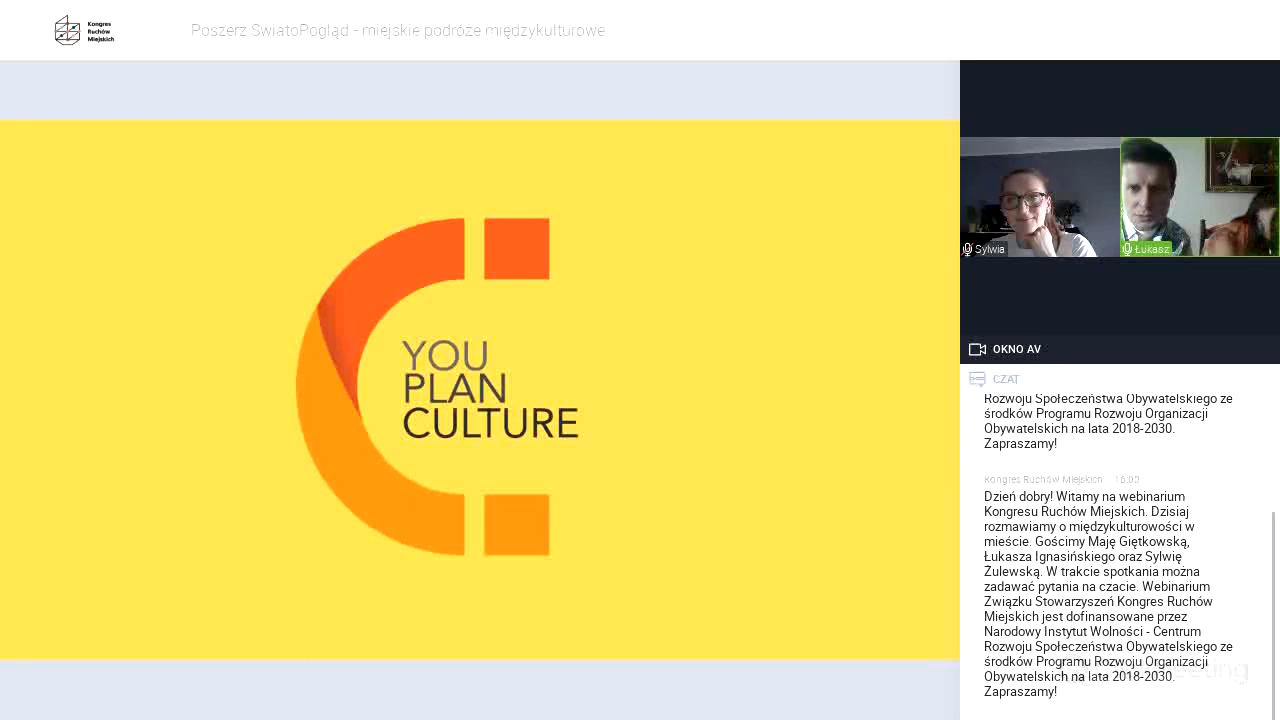 Kongres
Ruchów
Miejskich
Poszerz SwiatoPogląd - miejskie podróże międzykulturowe
YOU
PLAN
CULTURE
Sylwia
Łukasz
OKNO AV
CZAT
Rozwoju Społeczeństwa Obywatelskiego ze
środków Programu Rozwoju Organizacji
Obywatelskich na lata 2018-2030.
Zapraszamy!
Kongres Ruchów Miejskich
Dzień dobry! Witamy na webinarium
Kongresu Ruchów Miejskich. Dzisiaj
rozmawiamy o międzykulturowości w
mieście. Gościmy Maję Giętkowską,
Łukasza Ignasińskiego oraz Sylwię
Żulewską. W trakcie spotkania można
zadawać pytania na czacie. Webinarium
Związku Stowarzyszeń Kongres Ruchów
Miejskich jest dofinansowane przez
Narodowy Instytut Wolności - Centrum
Rozwoju Społeczeństwa Obywatelskiego ze
środków Programu Rozwoju Organizacji
Obywatelskich na lata 2018-2030.
Zapraszamy!